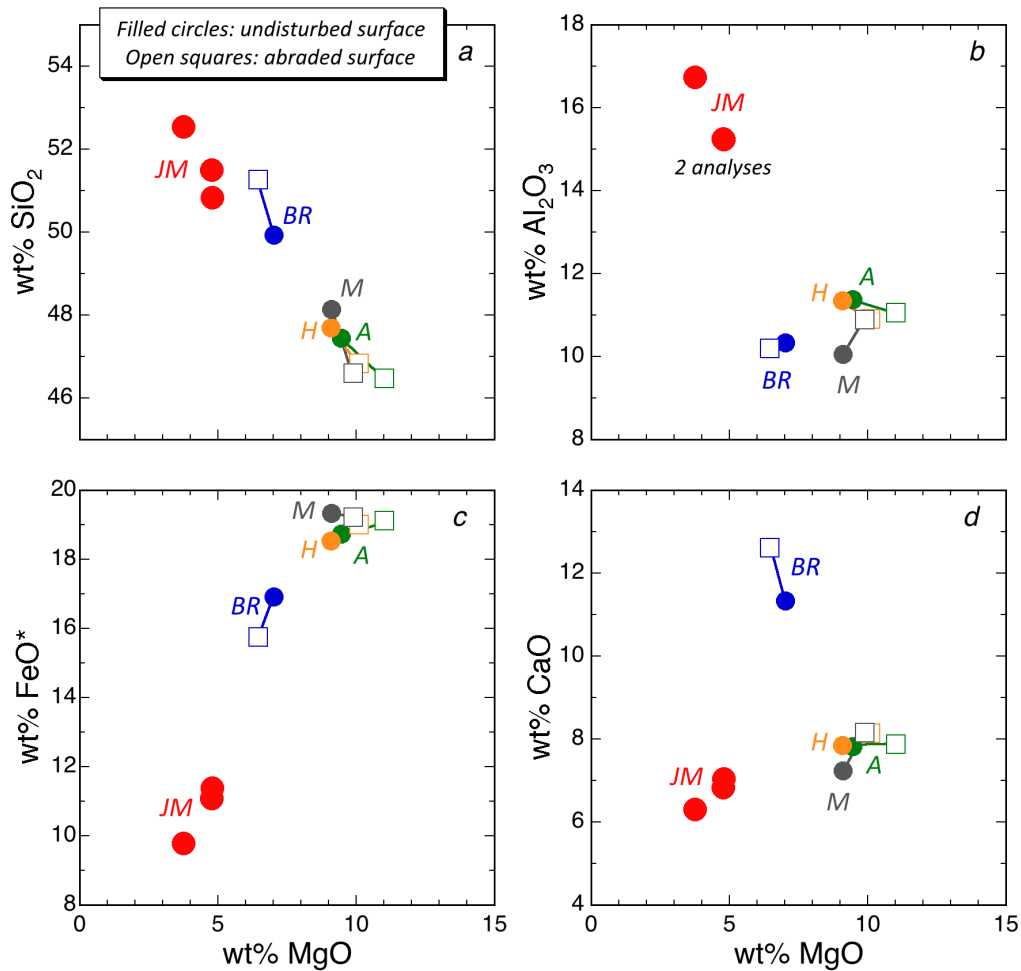 Filled circles: undisturbed surface
Open squares: abraded surface
a
54
52
50
48
46
wt% SiO₂
JM
BR
M
H
A
b
18
16
14
12
10
8
wt% Al₂O₃
JM
2 analyses
A
H
BR
M
c
20
18
16
14
12
10
8
wt% FeO*
M
H
A
BR
JM
0 5 10 15
wt% MgO
d
14
12
10
8
6
4
wt% CaO
BR
H
A
JM
M
0 5 10 15
wt% MgO